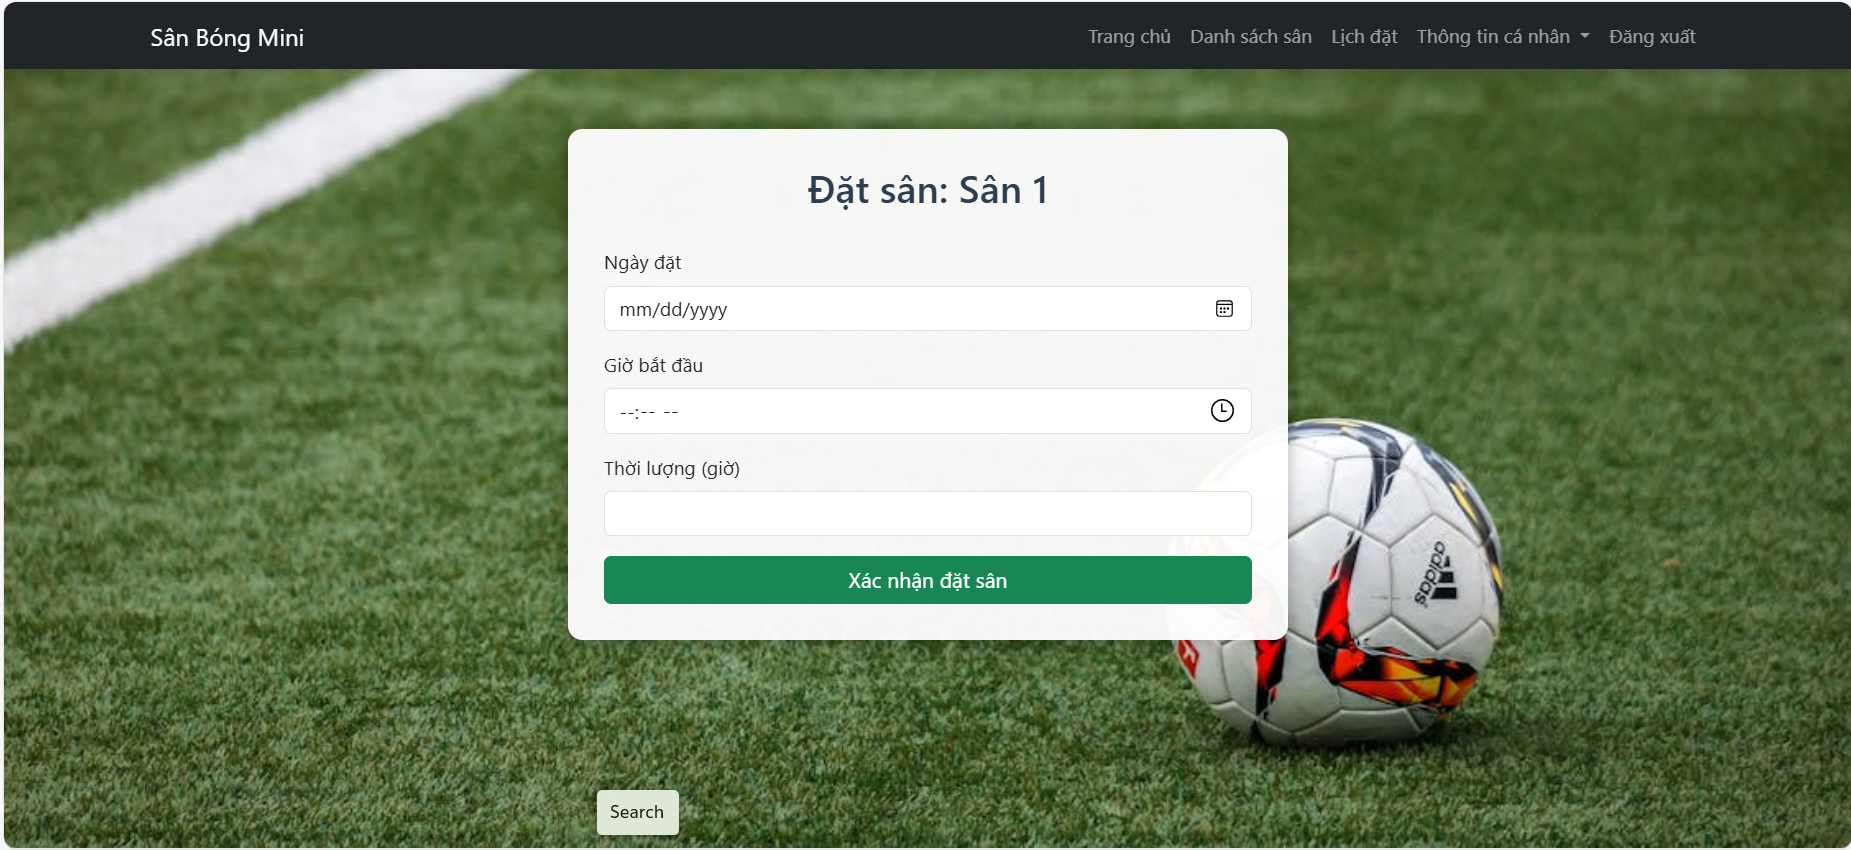 Sân Bóng Mini
Trang chủ Danh sách sân Lịch đặt Thông tin cá nhân Đăng xuất
Đặt sân: Sân 1
Ngày đặt
mm/dd/yyyy
Giờ bắt đầu
--:-- --
Thời lượng (giờ)
Xác nhận đặt sân
adidas
Search